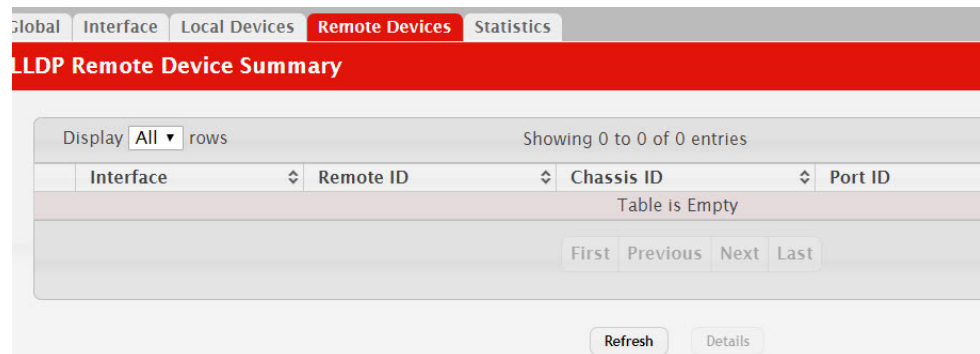 Global Interface Local Devices Remote Devices Statistics
LLDP Remote Device Summary
Display All rows Showing 0 to 0 of 0 entries
Interface Remote ID Chassis ID Port ID
Table is Empty
First Previous Next Last
Refresh Details